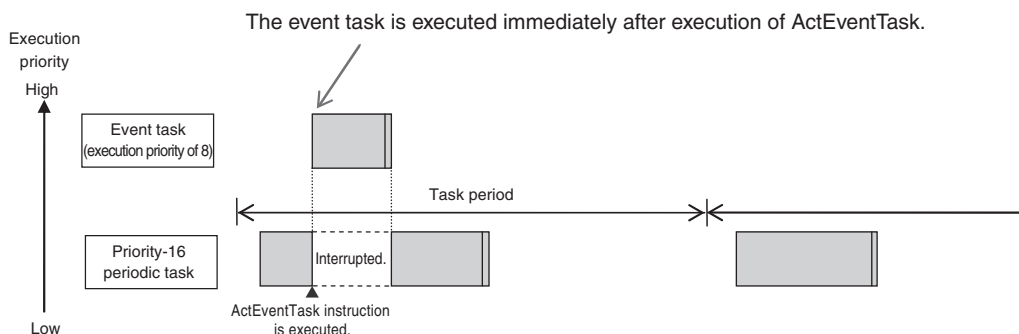 The event task is executed immediately after execution of ActEventTask.
Execution
priority
High
Event task
(execution priority of 8)
Task period
Priority-16
periodic task
Interrupted.
ActEventTask instruction
is executed.
Low